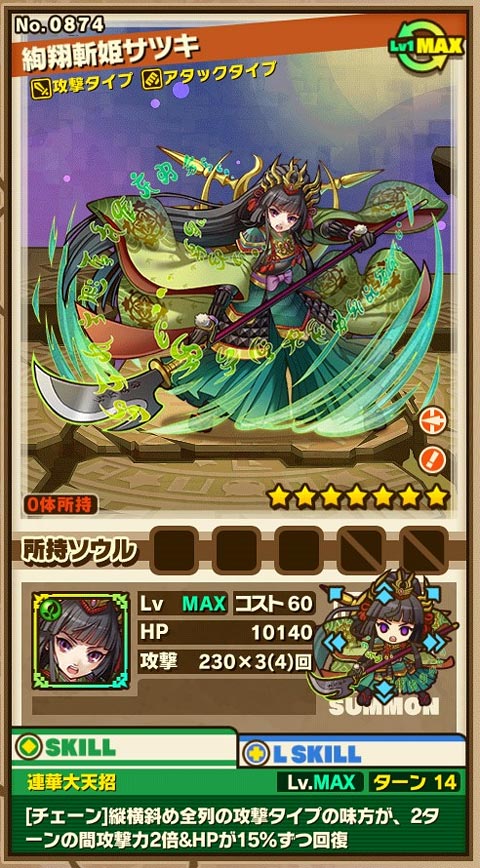 No.0874
絢翔斬姫サツキ
Lv1 MAX
攻撃タイプ アタックタイプ
0体所持
所持ソウル
Lv MAX コスト 60
HP 10140
攻撃 230×3(4)回
SUMMON
SKILL
L SKILL
連華大天招 Lv.MAX ターン 14
[チェーン]縦横斜め全列の攻撃タイプの味方が、2タ
ーンの間攻撃力2倍&HPが15%ずつ回復